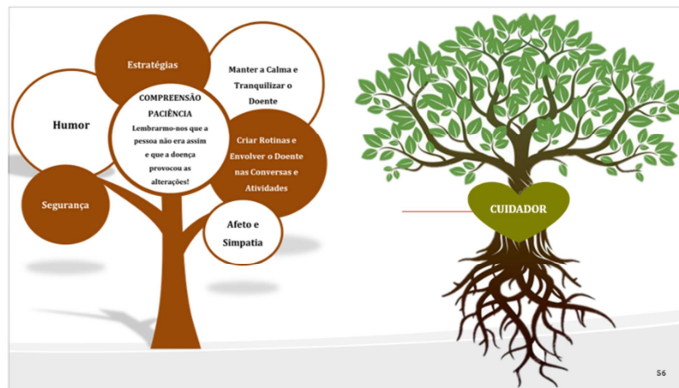 Estratégias
Manter a Calma e
Tranquilizar o
Doente
Humor
COMPREENSÃO
PACIÊNCIA
Lembrarmo-nos que a
pessoa não era assim
e que a doença
provocou as
alterações!
Criar Rotinas e
Envolver o Doente
nas Conversas e
Atividades
Segurança
Afeto e
Simpatia
CUIDADOR
56